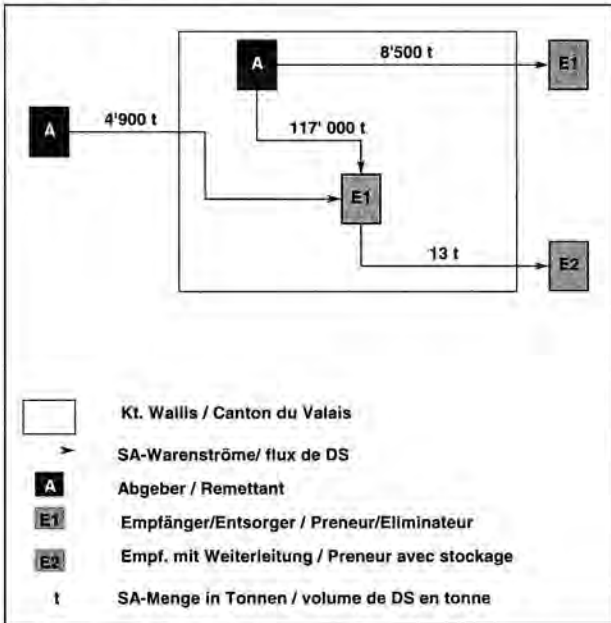 A 8'500 t E1
A 4'900 t 117' 000 t
E1
13 t E2
Kt. Wallis / Canton du Valais
SA-Warenströme/ flux de DS
A Abgeber / Remettant
E1 Empfänger/Entsorger / Preneur/Eliminateur
E2 Empf. mit Weiterleitung / Preneur avec stockage
t SA-Menge in Tonnen / volume de DS en tonne